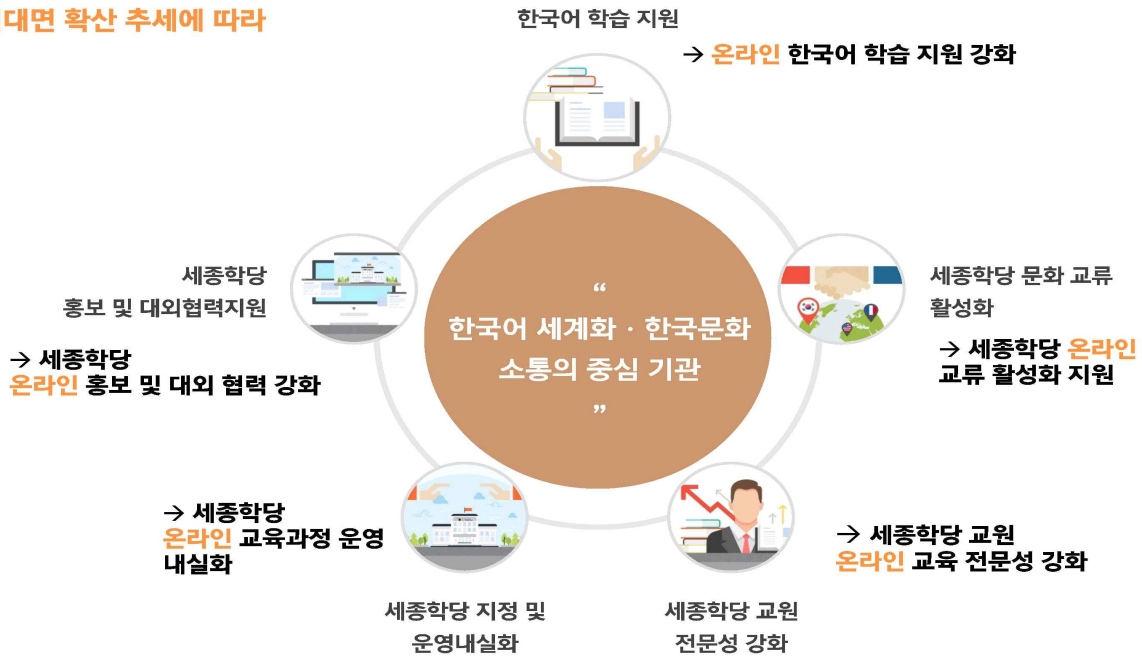 대면 확산 추세에 따라
한국어 학습 지원
→ 온라인 한국어 학습 지원 강화
세종학당
홍보 및 대외협력지원
→ 세종학당
온라인 홍보 및 대외 협력 강화
“
한국어 세계화 · 한국문화
소통의 중심 기관
”
세종학당 문화 교류
활성화
→ 세종학당 온라인
교류 활성화 지원
→ 세종학당
온라인 교육과정 운영
내실화
세종학당 지정 및
운영내실화
→ 세종학당 교원
온라인 교육 전문성 강화
세종학당 교원
전문성 강화